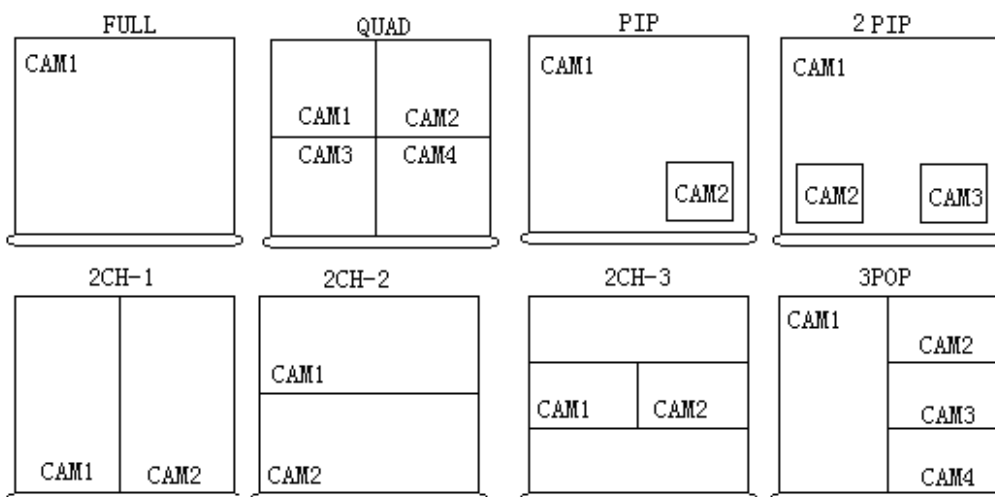 FULL
CAM1
QUAD
CAM1 CAM2
CAM3 CAM4
PIP
CAM1
CAM2
2 PIP
CAM1
CAM2 CAM3
2CH-1
CAM1 CAM2
2CH-2
CAM1
CAM2
2CH-3
CAM1 CAM2
3POP
CAM1
CAM2
CAM3
CAM4